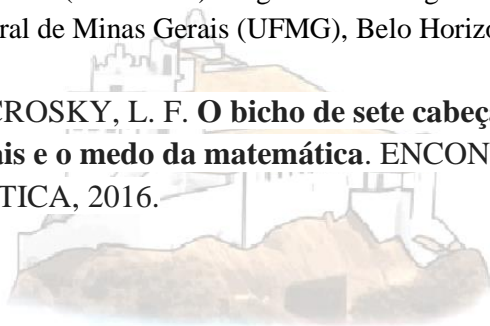 ral de Minas Gerais (UFMG), Belo Horizo
CROSKY, L. F. O bicho de sete cabeç
ais e o medo da matemática. ENCON
TICA, 2016.